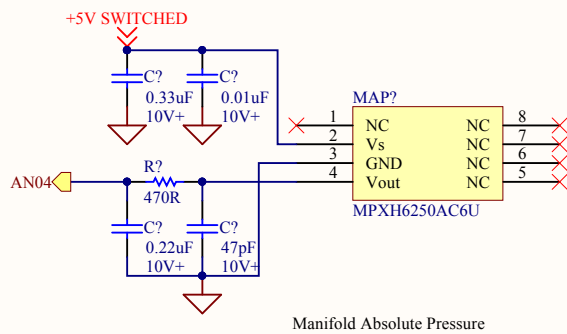 +5V SWITCHED
C? C?
0.33uF 0.01uF
10V+ 10V+
MAP?
1 NC NC 8
2 Vs NC 7
3 GND NC 6
4 Vout NC 5
MPXH6250AC6U
R?
AN04
470R
C? C?
0.22uF 47pF
10V+ 10V+
Manifold Absolute Pressure